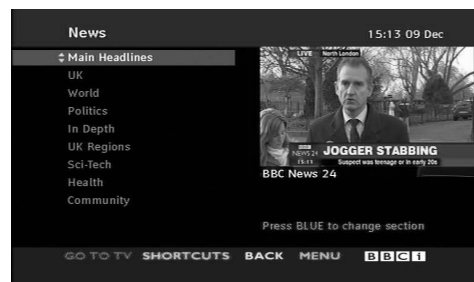 News
15:13 09 Dec
Main Headlines
UK
World
Politics
In Depth
UK Regions
Sci-Tech
Health
Community
LIVE North London
BBC
NEWS 24
15:13
JOGGER STABBING
Suspect was teenage or in early 20s
BBC News 24
Press BLUE to change section
GO TO TV SHORTCUTS BACK MENU BBCi